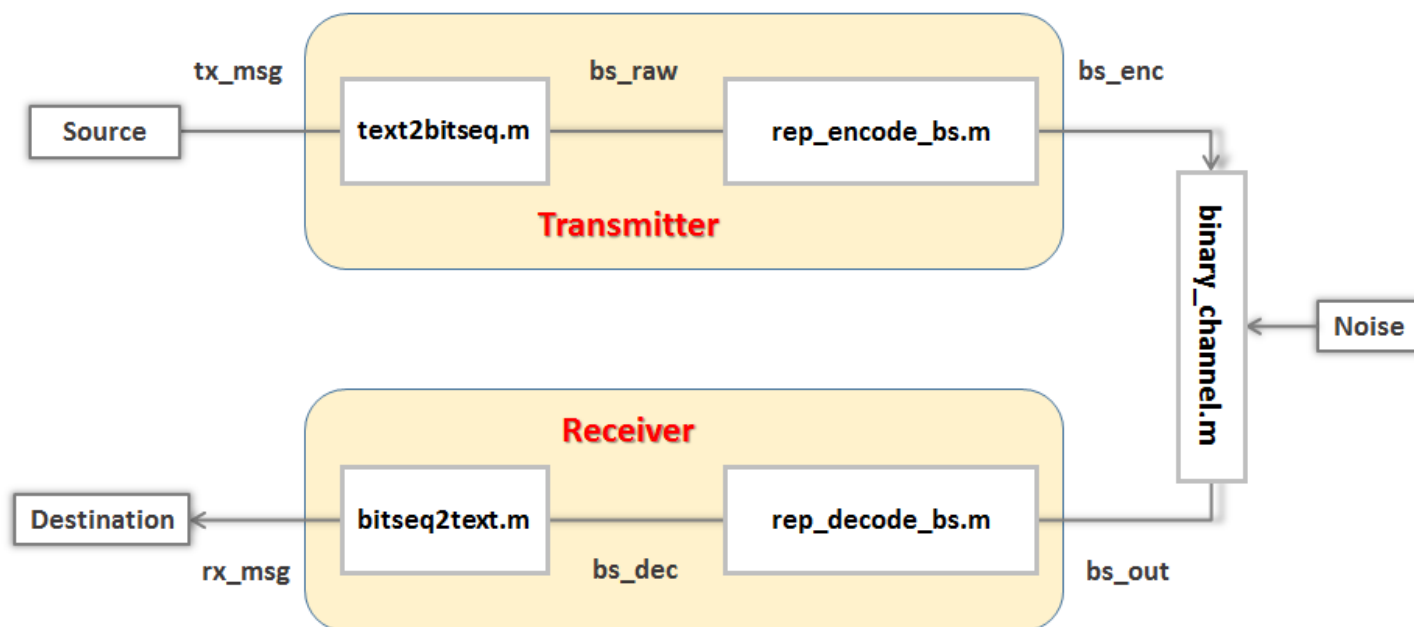 tx_msg
bs_raw
bs_enc
Source
text2bitseq.m
rep_encode_bs.m
Transmitter
binary_channel.m
Noise
Receiver
Destination
bitseq2text.m
rep_decode_bs.m
rx_msg
bs_dec
bs_out